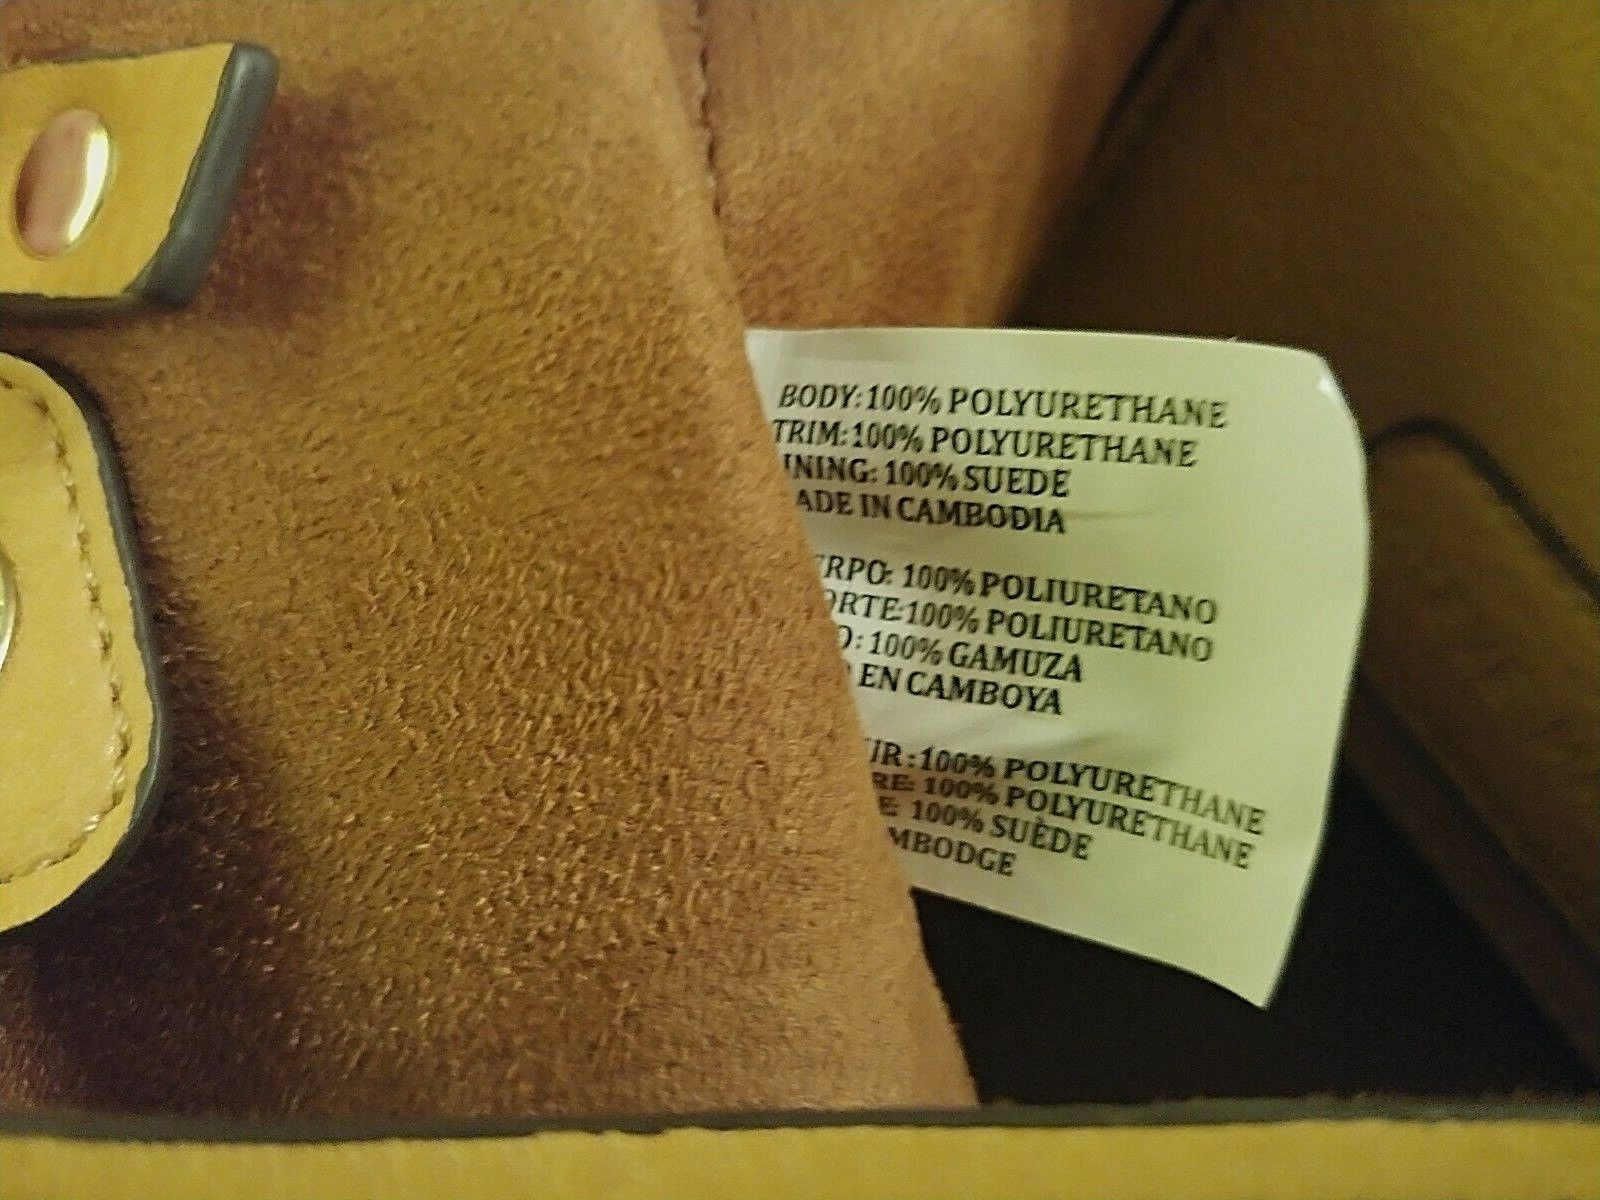 BODY: 100% POLYURETHANE
TRIM: 100% POLYURETHANE
INING: 100% SUEDE
ADE IN CAMBODIA
ERPO: 100% POLIURETANO
ORTE: 100% POLIURETANO
O: 100% GAMUZA
EN CAMBOYA
UR: 100% POLYURETHANE
RE: 100% POLYURETHANE
E: 100% SUÈDE
MBODGE